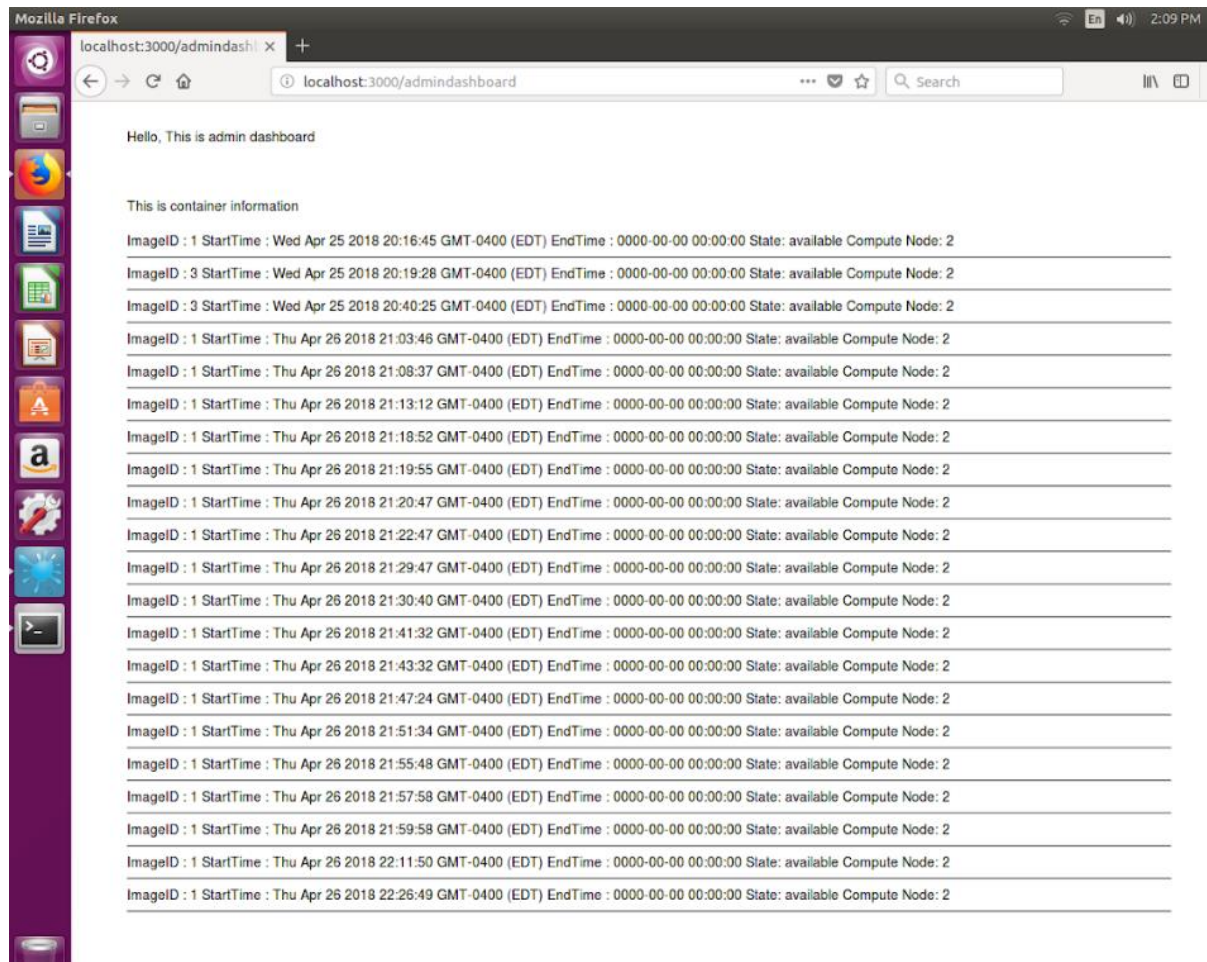 Mozilla Firefox
En 2:09 PM
localhost:3000/admindash
localhost:3000/admindashboard
Search
Hello, This is admin dashboard
This is container information
ImageID : 1 StartTime : Wed Apr 25 2018 20:16:45 GMT-0400 (EDT) EndTime : 0000-00-00 00:00:00 State: available Compute Node: 2
ImageID : 3 StartTime : Wed Apr 25 2018 20:19:28 GMT-0400 (EDT) EndTime : 0000-00-00 00:00:00 State: available Compute Node: 2
ImageID : 3 StartTime : Wed Apr 25 2018 20:40:25 GMT-0400 (EDT) EndTime : 0000-00-00 00:00:00 State: available Compute Node: 2
ImageID : 1 StartTime : Thu Apr 26 2018 21:03:46 GMT-0400 (EDT) EndTime : 0000-00-00 00:00:00 State: available Compute Node: 2
ImageID : 1 StartTime : Thu Apr 26 2018 21:08:37 GMT-0400 (EDT) EndTime : 0000-00-00 00:00:00 State: available Compute Node: 2
ImageID : 1 StartTime : Thu Apr 26 2018 21:13:12 GMT-0400 (EDT) EndTime : 0000-00-00 00:00:00 State: available Compute Node: 2
ImageID : 1 StartTime : Thu Apr 26 2018 21:18:52 GMT-0400 (EDT) EndTime : 0000-00-00 00:00:00 State: available Compute Node: 2
ImageID : 1 StartTime : Thu Apr 26 2018 21:19:55 GMT-0400 (EDT) EndTime : 0000-00-00 00:00:00 State: available Compute Node: 2
ImageID : 1 StartTime : Thu Apr 26 2018 21:20:47 GMT-0400 (EDT) EndTime : 0000-00-00 00:00:00 State: available Compute Node: 2
ImageID : 1 StartTime : Thu Apr 26 2018 21:22:47 GMT-0400 (EDT) EndTime : 0000-00-00 00:00:00 State: available Compute Node: 2
ImageID : 1 StartTime : Thu Apr 26 2018 21:29:47 GMT-0400 (EDT) EndTime : 0000-00-00 00:00:00 State: available Compute Node: 2
ImageID : 1 StartTime : Thu Apr 26 2018 21:30:40 GMT-0400 (EDT) EndTime : 0000-00-00 00:00:00 State: available Compute Node: 2
ImageID : 1 StartTime : Thu Apr 26 2018 21:41:32 GMT-0400 (EDT) EndTime : 0000-00-00 00:00:00 State: available Compute Node: 2
ImageID : 1 StartTime : Thu Apr 26 2018 21:43:32 GMT-0400 (EDT) EndTime : 0000-00-00 00:00:00 State: available Compute Node: 2
ImageID : 1 StartTime : Thu Apr 26 2018 21:47:24 GMT-0400 (EDT) EndTime : 0000-00-00 00:00:00 State: available Compute Node: 2
ImageID : 1 StartTime : Thu Apr 26 2018 21:51:34 GMT-0400 (EDT) EndTime : 0000-00-00 00:00:00 State: available Compute Node: 2
ImageID : 1 StartTime : Thu Apr 26 2018 21:55:48 GMT-0400 (EDT) EndTime : 0000-00-00 00:00:00 State: available Compute Node: 2
ImageID : 1 StartTime : Thu Apr 26 2018 21:57:58 GMT-0400 (EDT) EndTime : 0000-00-00 00:00:00 State: available Compute Node: 2
ImageID : 1 StartTime : Thu Apr 26 2018 21:59:58 GMT-0400 (EDT) EndTime : 0000-00-00 00:00:00 State: available Compute Node: 2
ImageID : 1 StartTime : Thu Apr 26 2018 22:11:50 GMT-0400 (EDT) EndTime : 0000-00-00 00:00:00 State: available Compute Node: 2
ImageID : 1 StartTime : Thu Apr 26 2018 22:26:49 GMT-0400 (EDT) EndTime : 0000-00-00 00:00:00 State: available Compute Node: 2